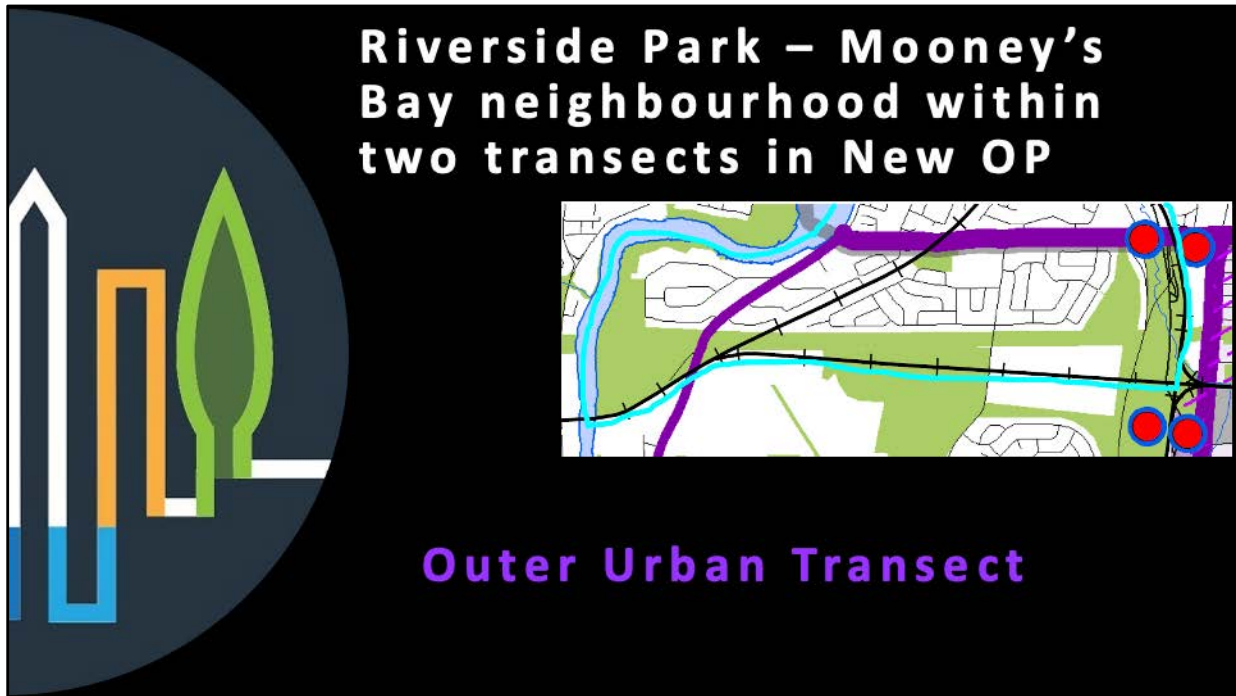 Riverside Park – Mooney’s
Bay neighbourhood within
two transects in New OP
Outer Urban Transect